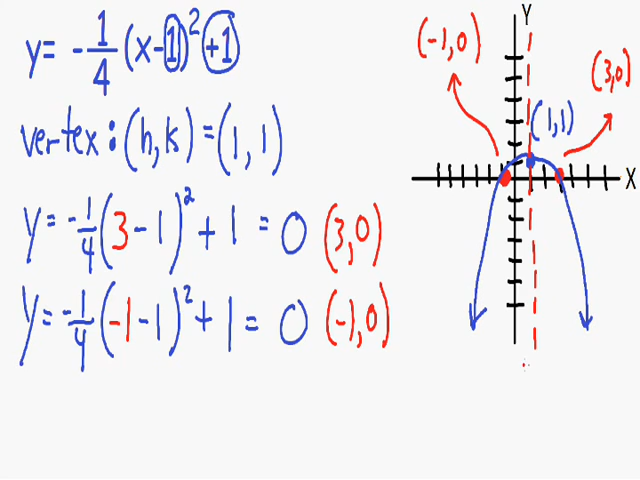 y = -1/4 (x-1)² +1
vertex: (h,k) = (1,1)
y = -1/4 (3-1)² + 1 = 0 (3,0)
y = -1/4 (-1-1)² + 1 = 0 (-1,0)
Y
(-1,0)
(3,0)
(1,1)
X